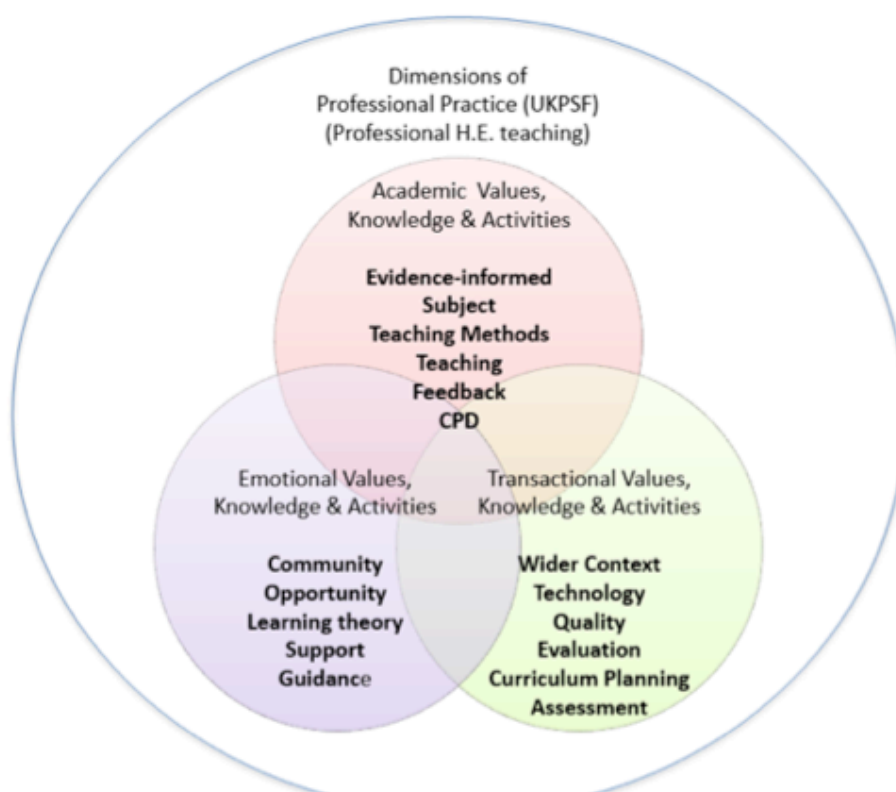 Dimensions of
Professional Practice (UKPSF)
(Professional H.E. teaching)
Academic Values,
Knowledge & Activities
Evidence-informed
Subject
Teaching Methods
Teaching
Feedback
CPD
Emotional Values,
Knowledge & Activities
Community
Opportunity
Learning theory
Support
Guidance
Transactional Values,
Knowledge & Activities
Wider Context
Technology
Quality
Evaluation
Curriculum Planning
Assessment